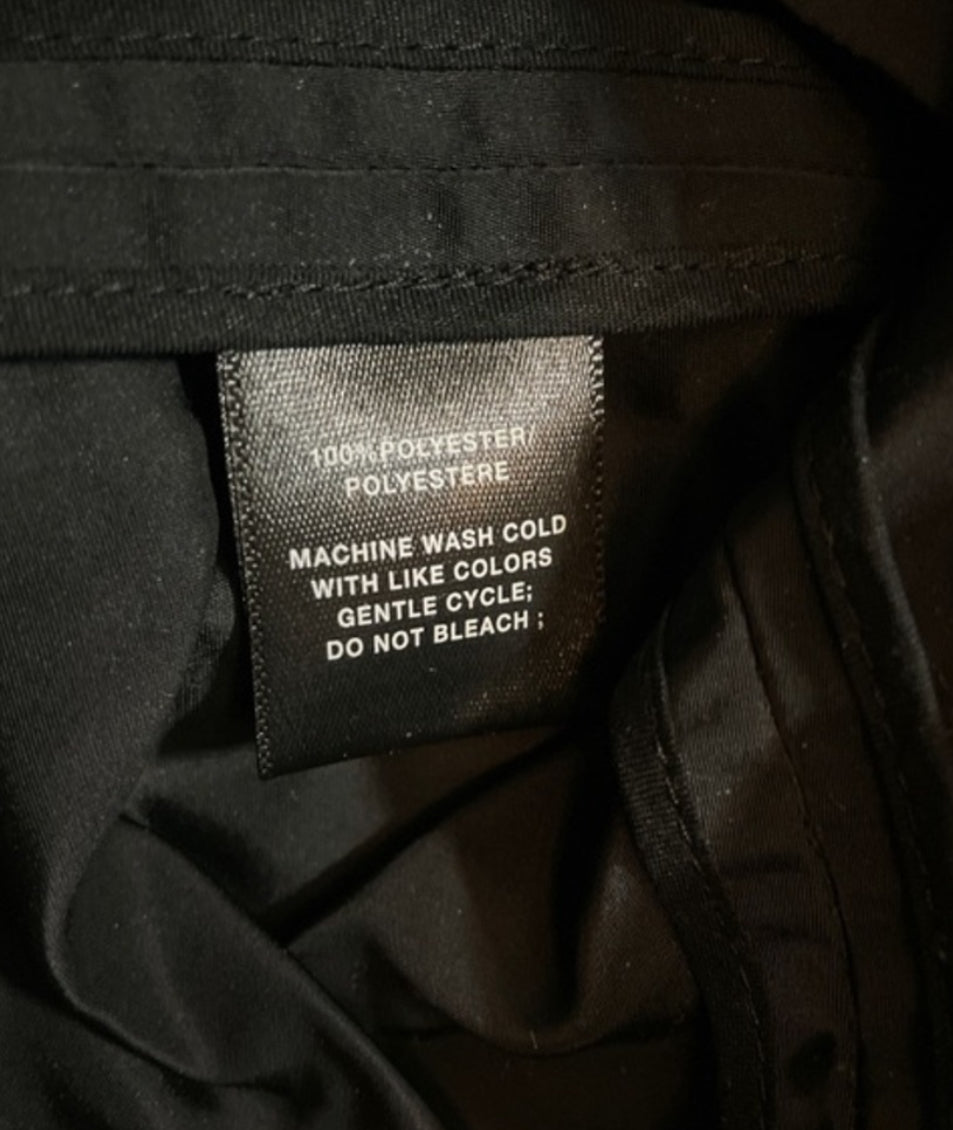 100%POLYESTER/
POLYESTERE
MACHINE WASH COLD
WITH LIKE COLORS
GENTLE CYCLE;
DO NOT BLEACH ;